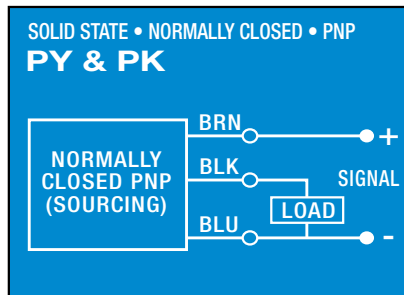 SOLID STATE • NORMALLY CLOSED • PNP
PY & PK
BRN
+
NORMALLY
CLOSED PNP
(SOURCING)
BLK
SIGNAL
LOAD
BLU
-